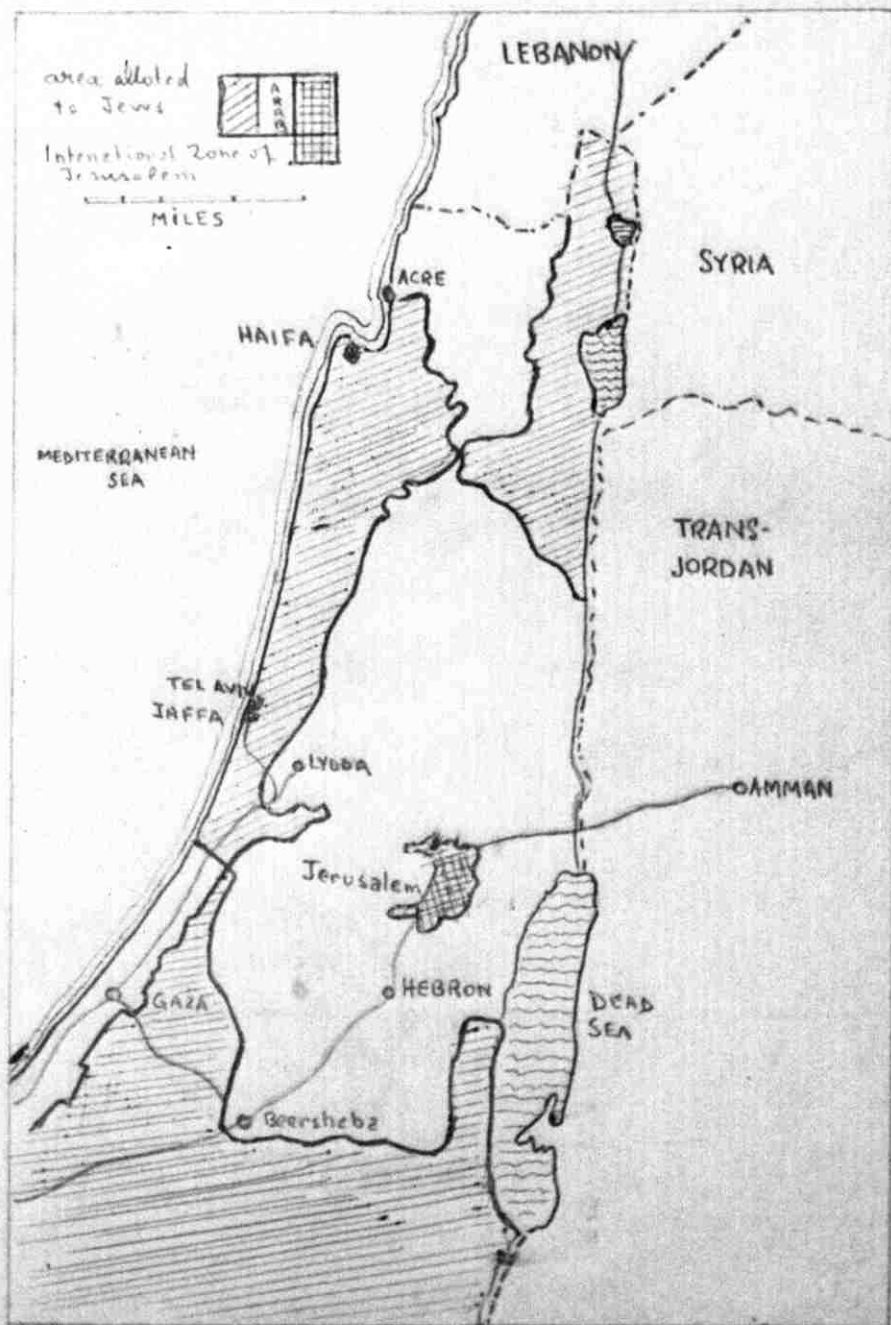 area alloted
to Jews
ARAB
International Zone of
Jerusalem
MILES
LEBANON
SYRIA
ACRE
HAIFA
MEDITERRANEAN
SEA
TRANS-
JORDAN
TEL AVIV
IAFFA
LYDDA
AMMAN
Jerusalem
GAZA
HEBRON
DEAD
SEA
Beersheba